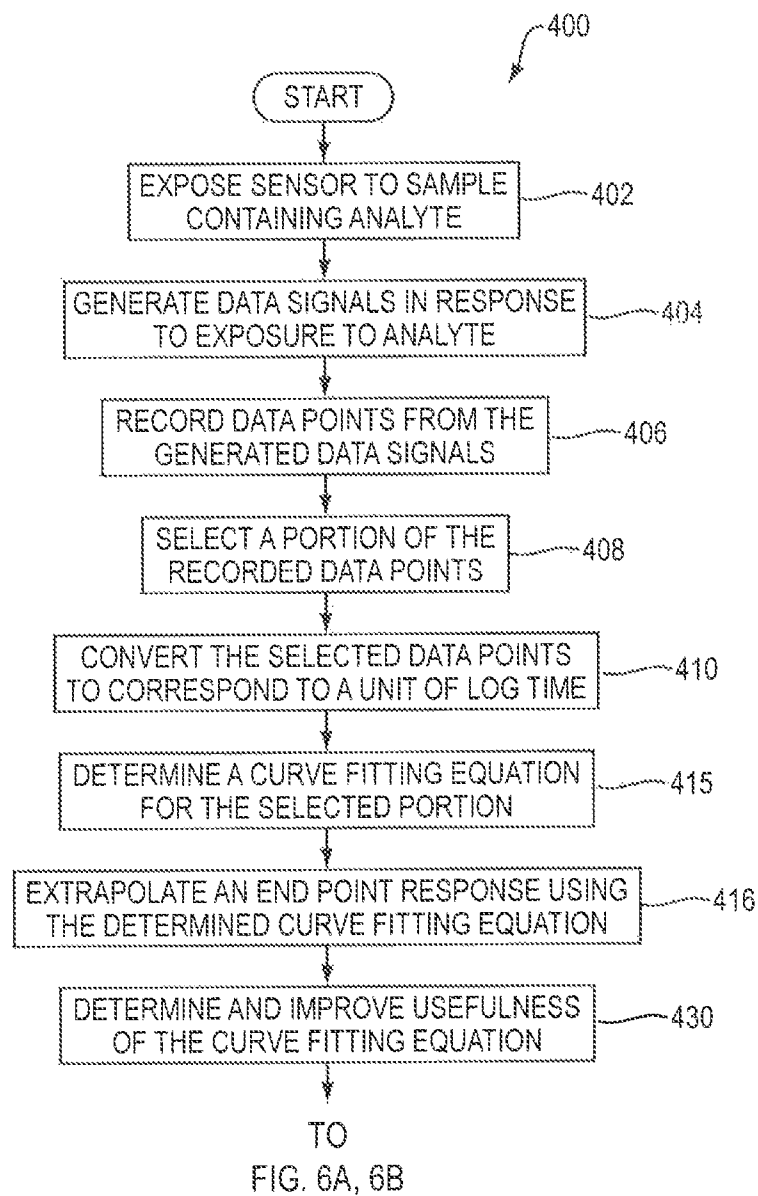 400
START
EXPOSE SENSOR TO SAMPLE
CONTAINING ANALYTE
402
GENERATE DATA SIGNALS IN RESPONSE
TO EXPOSURE TO ANALYTE
404
RECORD DATA POINTS FROM THE
GENERATED DATA SIGNALS
406
SELECT A PORTION OF THE
RECORDED DATA POINTS
408
CONVERT THE SELECTED DATA POINTS
TO CORRESPOND TO A UNIT OF LOG TIME
410
DETERMINE A CURVE FITTING EQUATION
FOR THE SELECTED PORTION
415
EXTRAPOLATE AN END POINT RESPONSE USING
THE DETERMINED CURVE FITTING EQUATION
416
DETERMINE AND IMPROVE USEFULNESS
OF THE CURVE FITTING EQUATION
430
TO
FIG. 6A, 6B